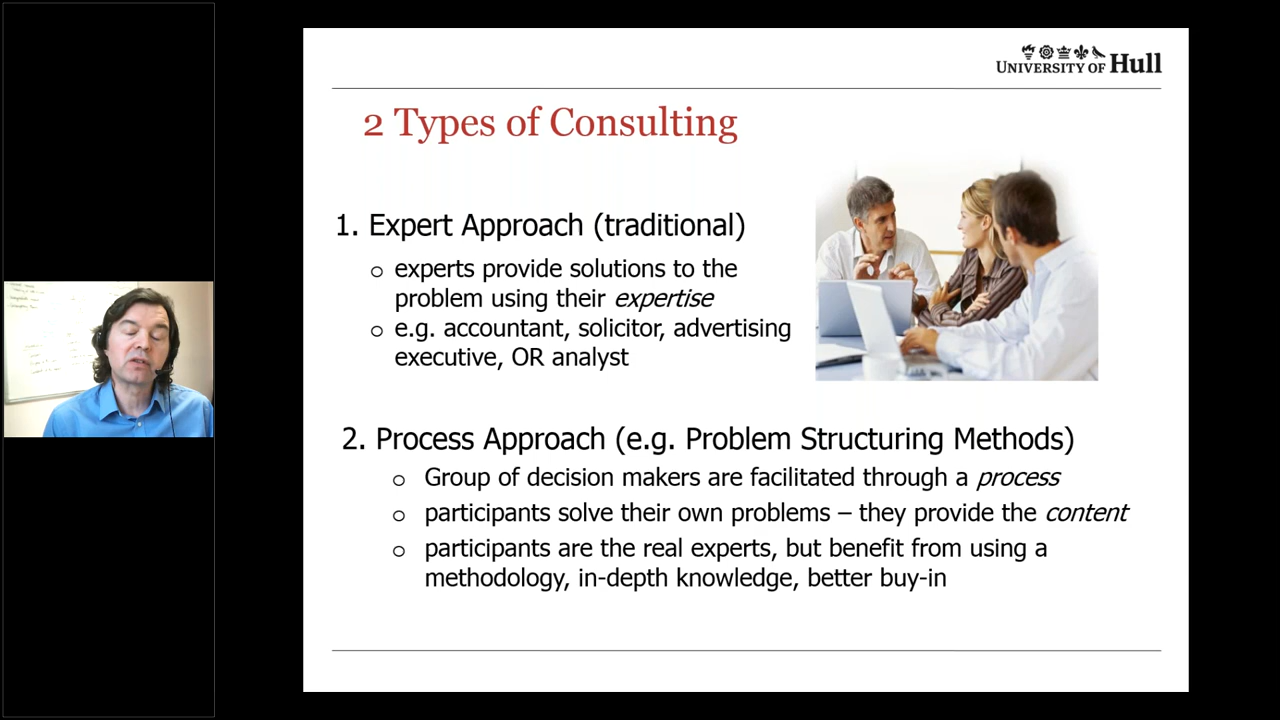 UNIVERSITY OF Hull
2 Types of Consulting
1. Expert Approach (traditional)
o experts provide solutions to the
problem using their expertise
o e.g. accountant, solicitor, advertising
executive, OR analyst
2. Process Approach (e.g. Problem Structuring Methods)
o Group of decision makers are facilitated through a process
o participants solve their own problems – they provide the content
o participants are the real experts, but benefit from using a
methodology, in-depth knowledge, better buy-in